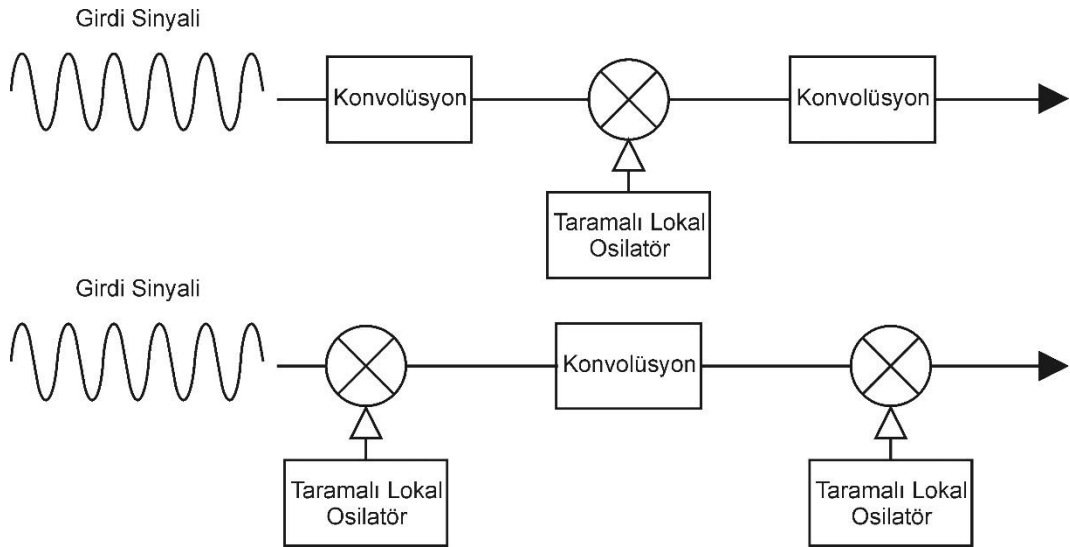 Girdi Sinyali
Konvolüsyon
Konvolüsyon
Taramalı Lokal
Osilatör
Girdi Sinyali
Konvolüsyon
Taramalı Lokal
Osilatör
Taramalı Lokal
Osilatör